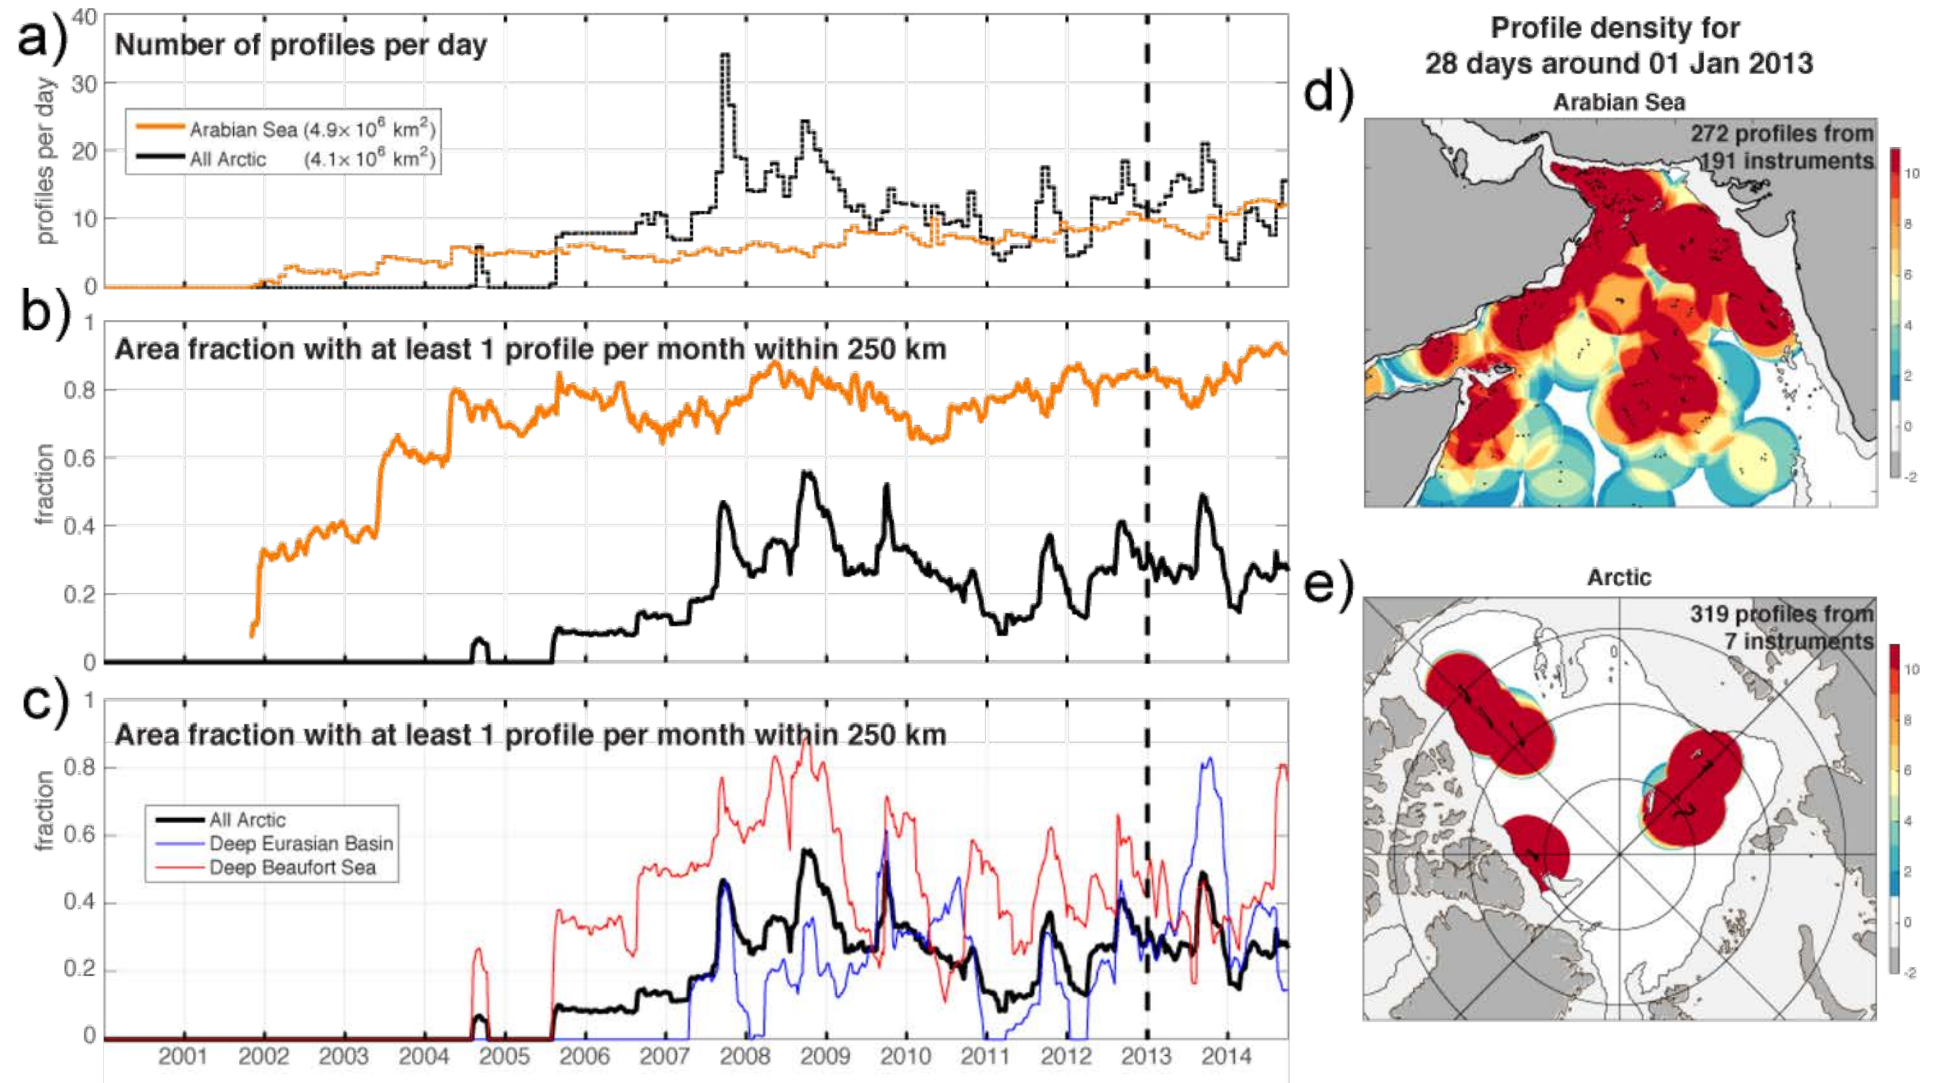 a)
Number of profiles per day
profiles per day
40
30
20
10
0
Arabian Sea (4.9× 10⁶ km²)
All Arctic (4.1× 10⁶ km²)
b)
Area fraction with at least 1 profile per month within 250 km
fraction
1
0.8
0.6
0.4
0.2
0
c)
Area fraction with at least 1 profile per month within 250 km
fraction
1
0.8
0.6
0.4
0.2
0
All Arctic
Deep Eurasian Basin
Deep Beaufort Sea
2001 2002 2003 2004 2005 2006 2007 2008 2009 2010 2011 2012 2013 2014
Profile density for
28 days around 01 Jan 2013
d)
Arabian Sea
272 profiles from
191 instruments
10
8
6
4
2
0
-2
e)
Arctic
319 profiles from
7 instruments
10
8
6
4
2
0
-2